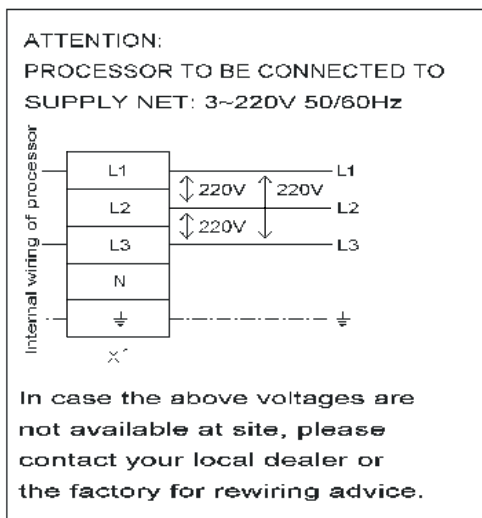 ATTENTION:
PROCESSOR TO BE CONNECTED TO
SUPPLY NET: 3~220V 50/60Hz
Internal wiring of processor
L1
220V
220V
L1
L2
220V
L2
L3
L3
N
X1
In case the above voltages are
not available at site, please
contact your local dealer or
the factory for rewiring advice.